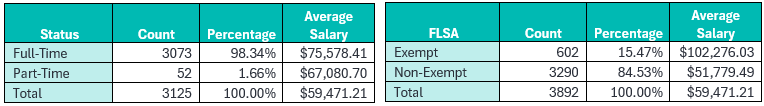 Status Count Percentage Average Salary
Full-Time 3073 98.34% $75,578.41
Part-Time 52 1.66% $67,080.70
Total 3125 100.00% $59,471.21
FLSA Count Percentage Average Salary
Exempt 602 15.47% $102,276.03
Non-Exempt 3290 84.53% $51,779.49
Total 3892 100.00% $59,471.21